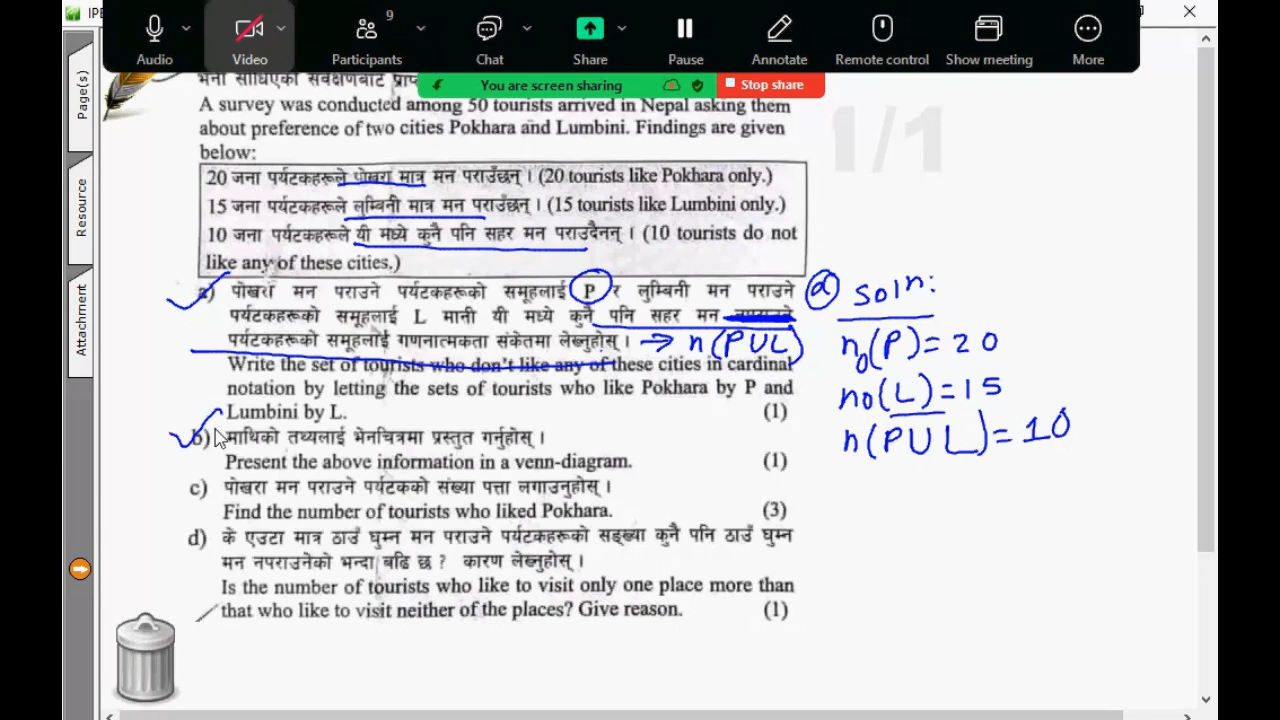 IPE
9
Audio
Video
Participants
Chat
Share
Pause
Annotate
Remote control
Show meeting
More
You are screen sharing
Stop share
Page(s)
Resource
Attachment
1/1
A survey was conducted among 50 tourists arrived in Nepal asking them
about preference of two cities Pokhara and Lumbini. Findings are given
below:
20 जना पर्यटकहरूले पोखरा मात्र मन पराउँछन् । (20 tourists like Pokhara only.)
15 जना पर्यटकहरूले लुम्बिनी मात्र मन पराउँछन् । (15 tourists like Lumbini only.)
10 जना पर्यटकहरूले यी मध्ये कुनै पनि सहर मन पराउदैनन् । (10 tourists do not
like any of these cities.)
a) पोखरा मन पराउने पर्यटकहरूको समूहलाई P र लुम्बिनी मन पराउने
पर्यटकहरूको समूहलाई L मानी यी मध्ये कुनै पनि सहर मन
पर्यटकहरूको समूहलाई गणनात्मकता संकेतमा लेख्नुहोस् । → n(PUL)
Write the set of tourists who don't like any of these cities in cardinal
notation by letting the sets of tourists who like Pokhara by P and
Lumbini by L. (1)
b) माथिको तथ्यलाई भेनचित्रमा प्रस्तुत गर्नुहोस् ।
Present the above information in a venn-diagram. (1)
c) पोखरा मन पराउने पर्यटकको संख्या पत्ता लगाउनुहोस् ।
Find the number of tourists who liked Pokhara. (3)
d) के एउटा मात्र ठाउँ घुम्न मन पराउने पर्यटकहरूको सङ्ख्या कुनै पनि ठाउँ घुम्न
मन नपराउनेको भन्दा बढि छ ? कारण लेख्नुहोस् ।
Is the number of tourists who like to visit only one place more than
that who like to visit neither of the places? Give reason. (1)
a) Soln:
n₀(P)=20
n₀(L)=15
n(P̅U̅L̅)=10